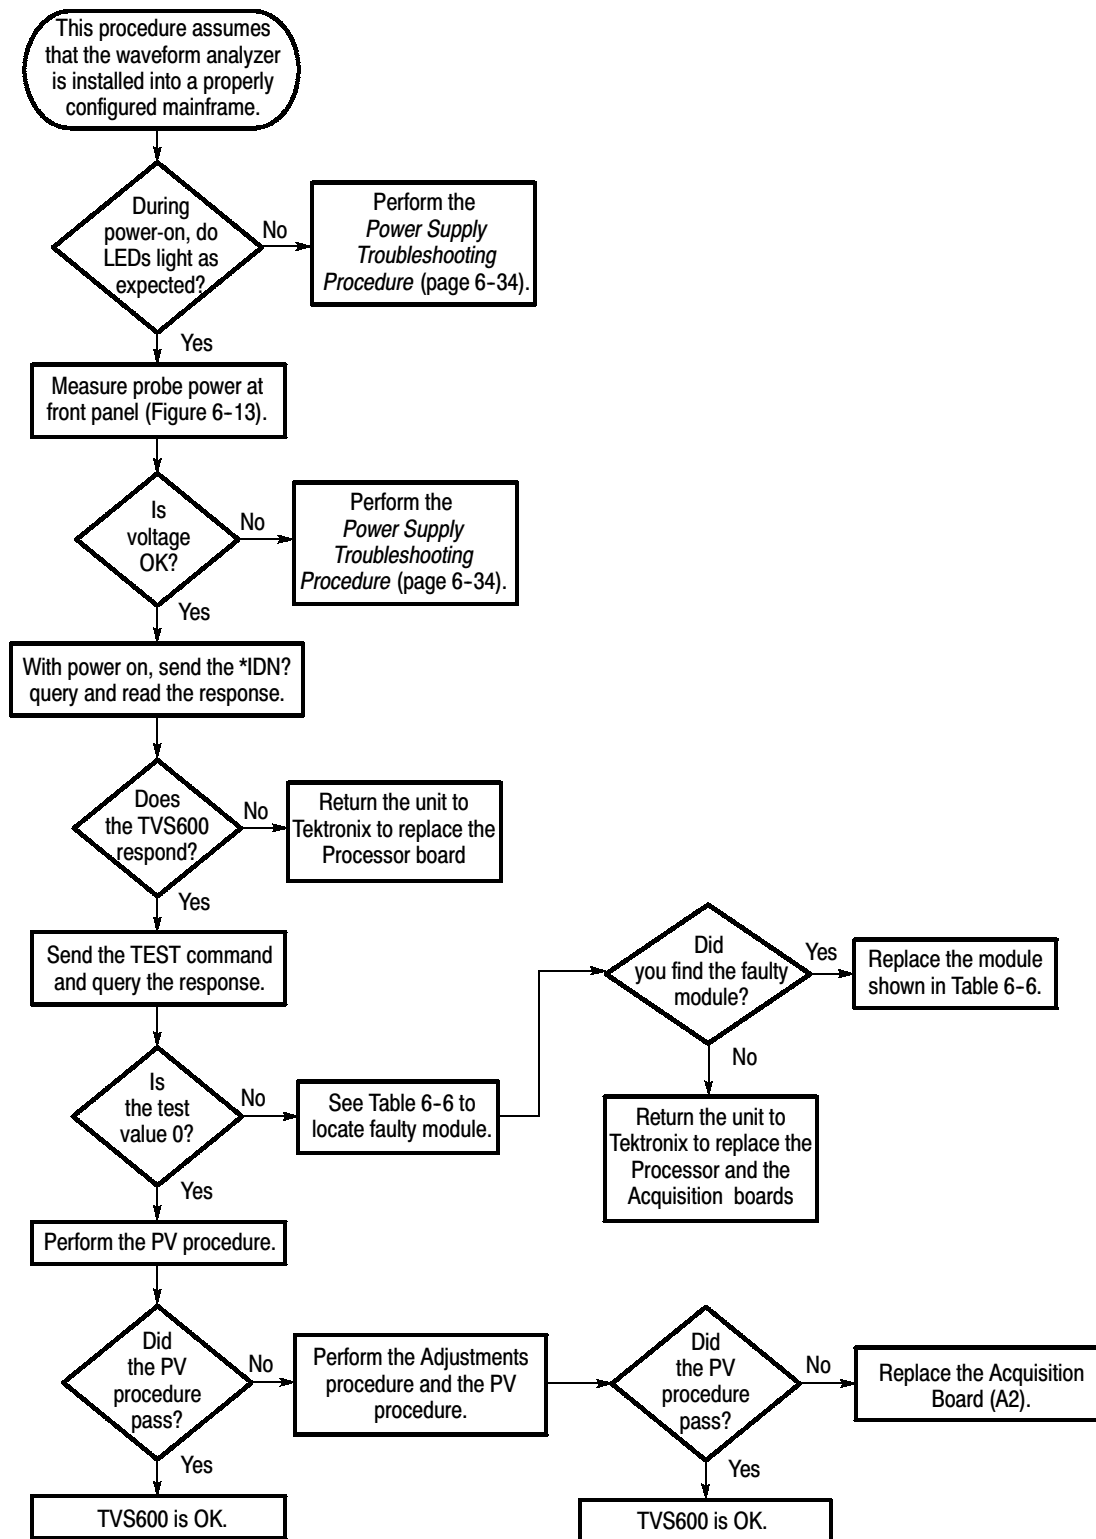 This procedure assumes
that the waveform analyzer
is installed into a properly
configured mainframe.
During
power-on, do
LEDs light as
expected?
No
Perform the
Power Supply
Troubleshooting
Procedure (page 6-34).
Yes
Measure probe power at
front panel (Figure 6-13).
Is
voltage
OK?
No
Perform the
Power Supply
Troubleshooting
Procedure (page 6-34).
Yes
With power on, send the *IDN?
query and read the response.
Does
the TVS600
respond?
No
Return the unit to
Tektronix to replace the
Processor board
Yes
Send the TEST command
and query the response.
Is
the test
value 0?
No
See Table 6-6 to
locate faulty module.
Did
you find the faulty
module?
Yes
Replace the module
shown in Table 6-6.
No
Return the unit to
Tektronix to replace the
Processor and the
Acquisition boards
Yes
Perform the PV procedure.
Did
the PV
procedure
pass?
No
Perform the Adjustments
procedure and the PV
procedure.
Did
the PV
procedure
pass?
No
Replace the Acquisition
Board (A2).
Yes
TVS600 is OK.
Yes
TVS600 is OK.